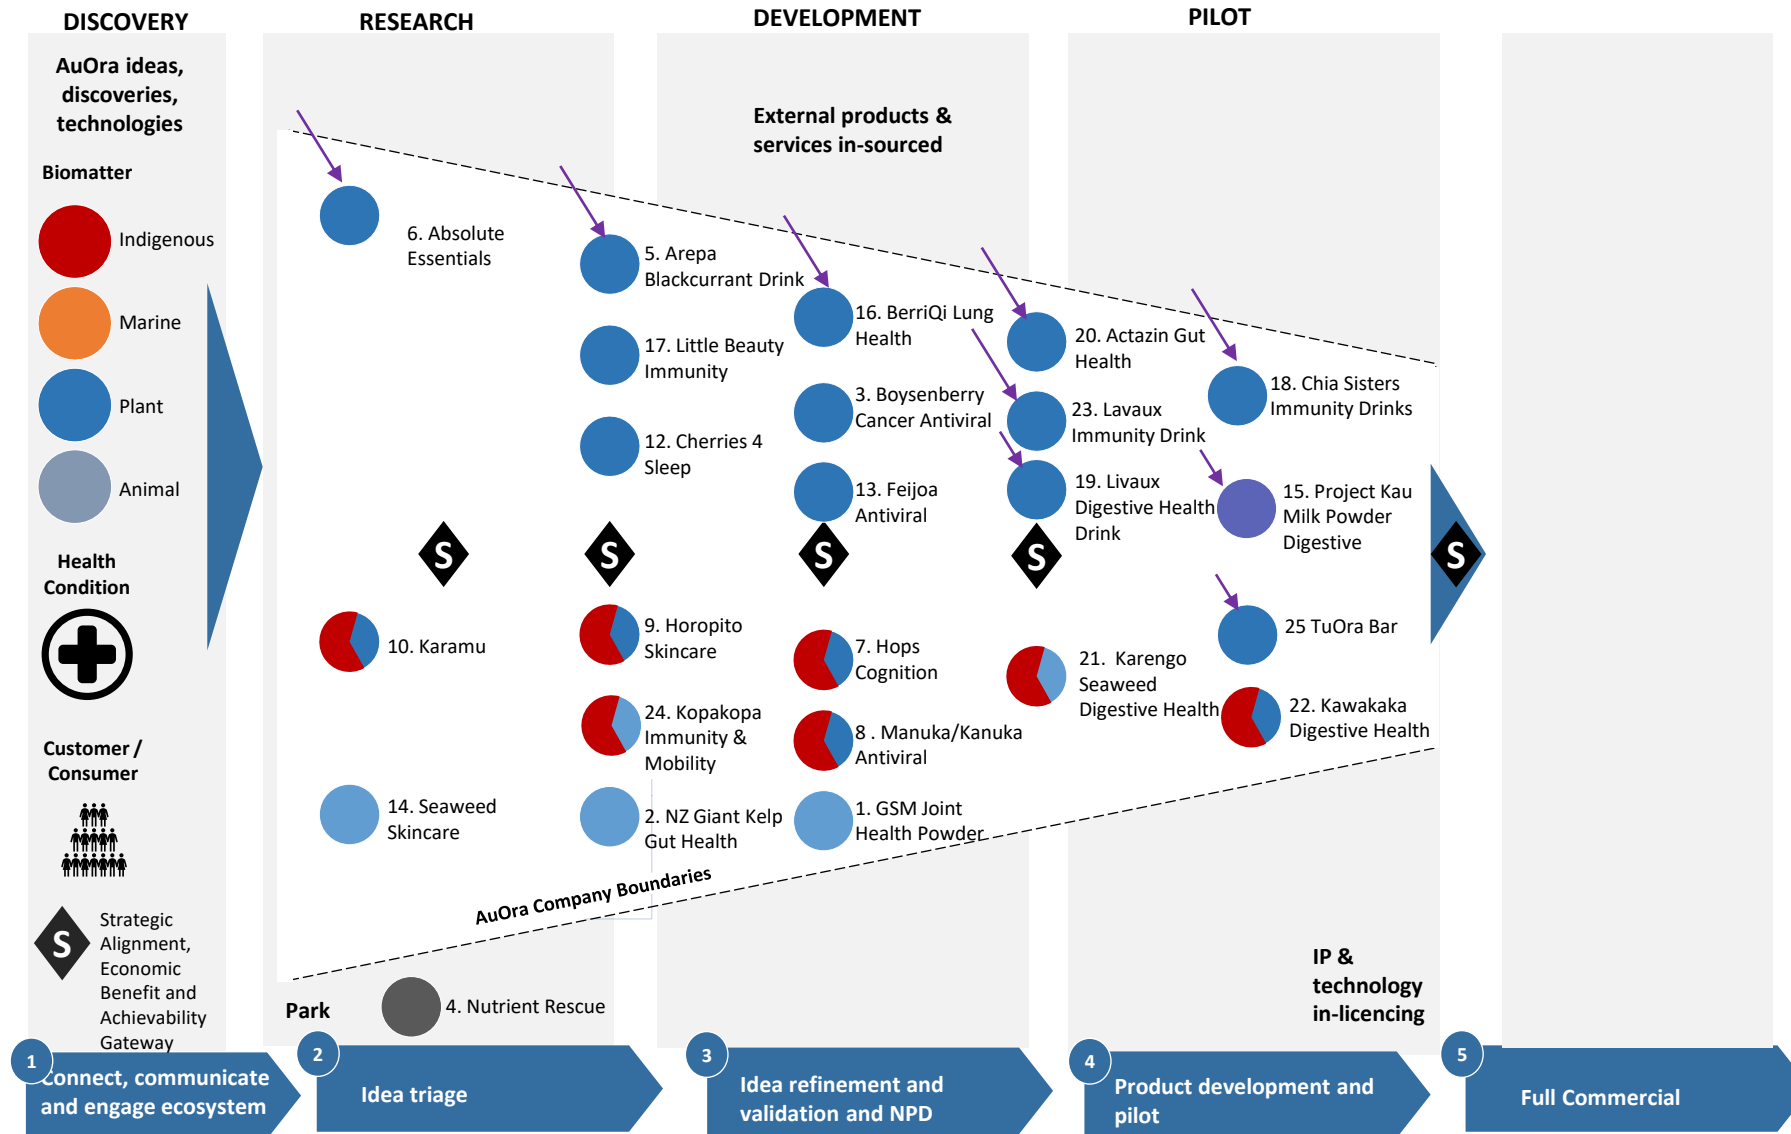 DISCOVERY
RESEARCH
DEVELOPMENT
PILOT
AuOra ideas,
discoveries,
technologies
Biomatter
Indigenous
Marine
Plant
Animal
Health
Condition
Customer /
Consumer
S
Strategic
Alignment,
Economic
Benefit and
Achievability
Gateway
External products &
services in-sourced
6. Absolute
Essentials
5. Arepa
Blackcurrant Drink
17. Little Beauty
Immunity
12. Cherries 4
Sleep
16. BerriQi Lung
Health
3. Boysenberry
Cancer Antiviral
13. Feijoa
Antiviral
20. Actazin Gut
Health
23. Lavaux
Immunity Drink
19. Livaux
Digestive Health
Drink
18. Chia Sisters
Immunity Drinks
15. Project Kau
Milk Powder
Digestive
S
S
S
S
S
10. Karamu
9. Horopito
Skincare
24. Kopakopa
Immunity &
Mobility
7. Hops
Cognition
8 . Manuka/Kanuka
Antiviral
21. Karengo
Seaweed
Digestive Health
25 TuOra Bar
22. Kawakaka
Digestive Health
14. Seaweed
Skincare
2. NZ Giant Kelp
Gut Health
1. GSM Joint
Health Powder
AuOra Company Boundaries
Park
4. Nutrient Rescue
IP &
technology
in-licencing
1
Connect, communicate
and engage ecosystem
2
Idea triage
3
Idea refinement and
validation and NPD
4
Product development and
pilot
5
Full Commercial